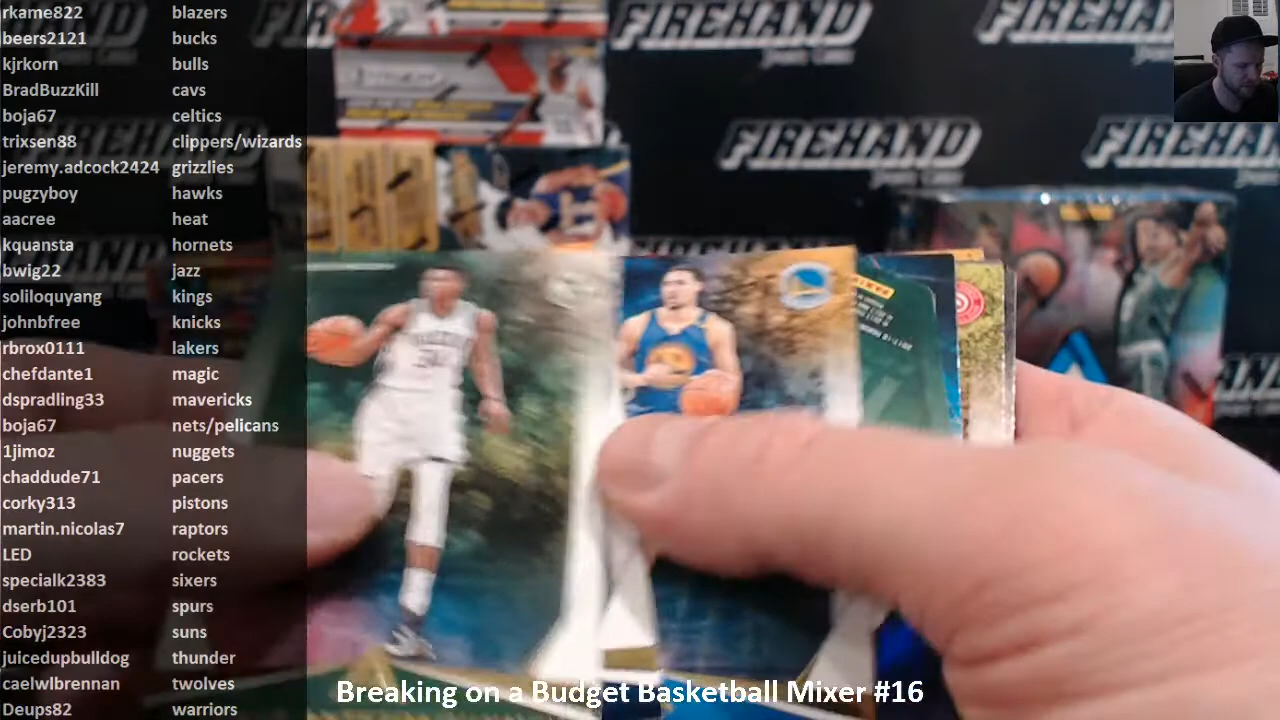 rkame822 blazers
beers2121 bucks
kjrkorn bulls
BradBuzzKill cavs
boja67 celtics
trixsen88 clippers/wizards
jeremy.adcock2424 grizzlies
pugzyboy hawks
aacree heat
kquansta hornets
bwig22 jazz
soliloquyang kings
johnbfree knicks
rbrox0111 lakers
chefdante1 magic
dspradling33 mavericks
boja67 nets/pelicans
1jimoz nuggets
chaddude71 pacers
corky313 pistons
martin.nicolas7 raptors
LED rockets
specialk2383 sixers
dserb101 spurs
Cobyj2323 suns
juicedupbulldog thunder
caelwlbrennan twolves
Deups82 warriors
FIREHAND
FIREHAND
FIREHAND
FIREHAND
34
Breaking on a Budget Basketball Mixer #16